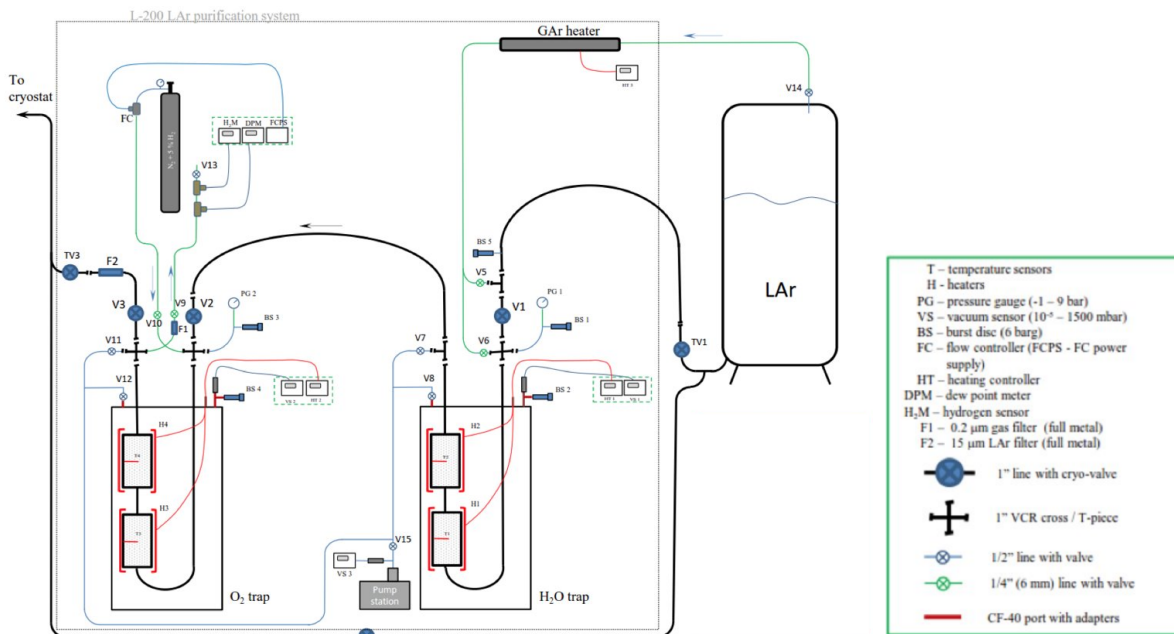 L-200 LAr purification system
GAr heater
To
cryostat
HT 3
V14
FC
N₂ + 5 % H₂
H₂M DPM FCPS
V13
BS 5
TV3
F2
V5
LAr
V3
V10
V9
F1
V2
PG 2
BS 3
V1
PG 1
BS 1
V11
V7
V6
TV1
V12
BS 4
VS 2
HT 2
V8
BS 2
HT 1
VS 1
H4
T4
H2
T2
H3
T3
H1
T1
V15
VS 3
Pump
station
O₂ trap
H₂O trap
T – temperature sensors
H – heaters
PG – pressure gauge (-1 – 9 bar)
VS – vacuum sensor (10⁻⁵ – 1500 mbar)
BS – burst disc (6 barg)
FC – flow controller (FCPS - FC power
supply)
HT – heating controller
DPM – dew point meter
H₂M – hydrogen sensor
F1 – 0.2 μm gas filter (full metal)
F2 – 15 μm LAr filter (full metal)
1” line with cryo-valve
1” VCR cross / T-piece
1/2” line with valve
1/4” (6 mm) line with valve
CF-40 port with adapters